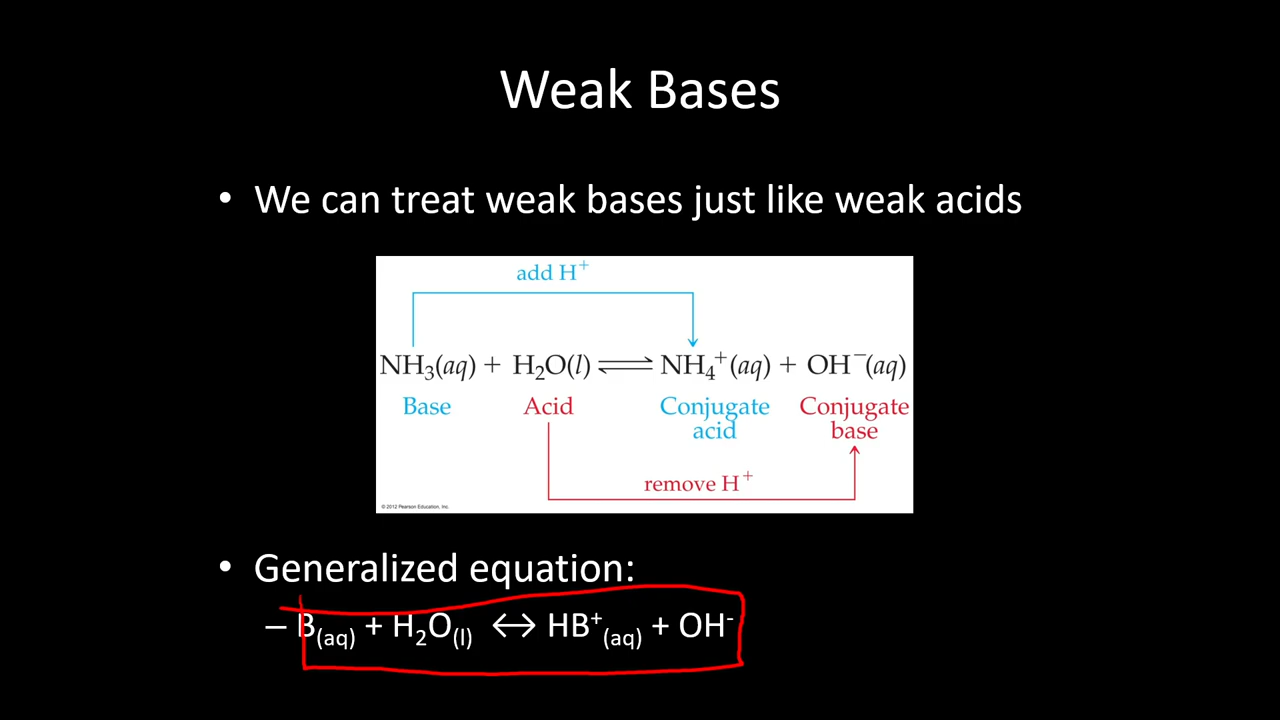 Weak Bases
• We can treat weak bases just like weak acids
add H⁺
NH₃(aq) + H₂O(l) ⇌ NH₄⁺(aq) + OH⁻(aq)
Base Acid Conjugate acid Conjugate base
remove H⁺
© 2012 Pearson Education, Inc.
• Generalized equation:
– B₍aq₎ + H₂O₍l₎ ↔ HB⁺₍aq₎ + OH⁻